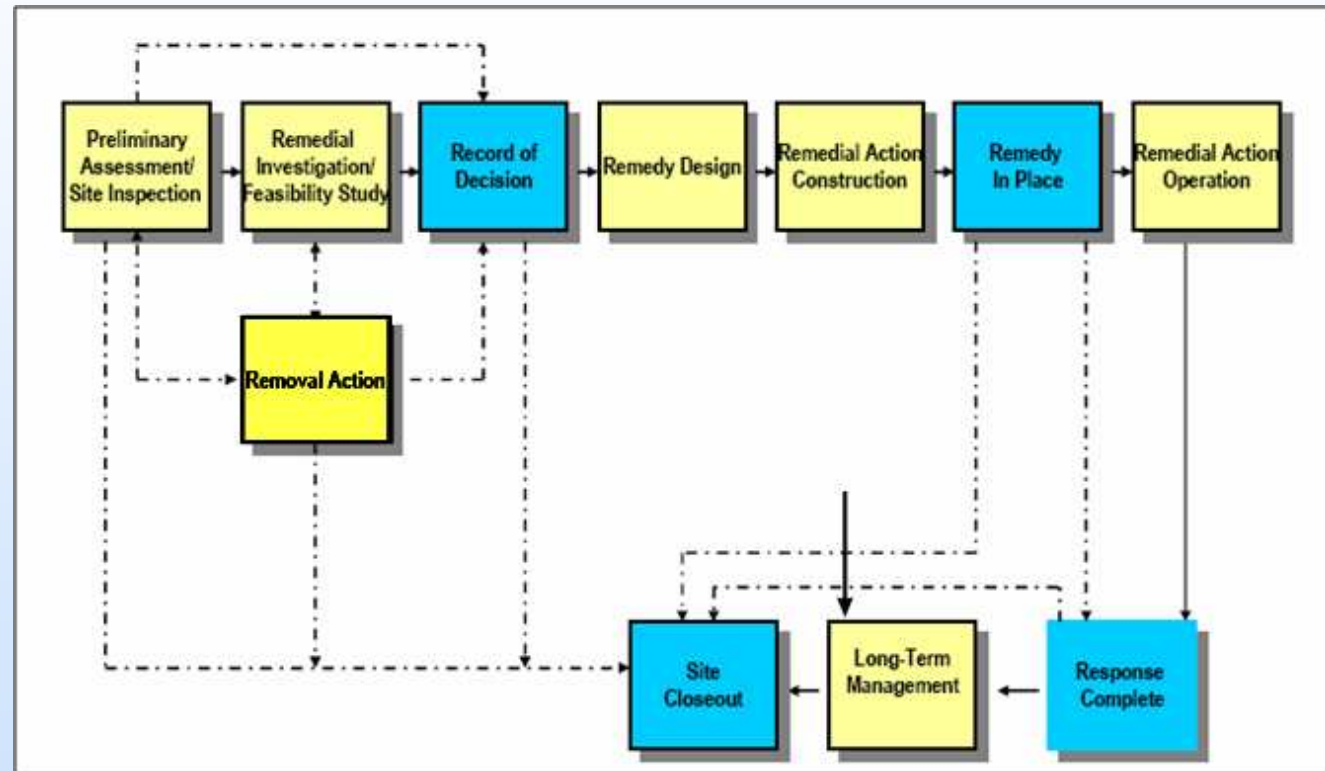 Preliminary
Assessment/
Site Inspection
Remedial
Investigation/
Feasibility Study
Record of
Decision
Remedy Design
Remedial Action
Construction
Remedy
In Place
Remedial Action
Operation
Removal Action
Site
Closeout
Long-Term
Management
Response
Complete